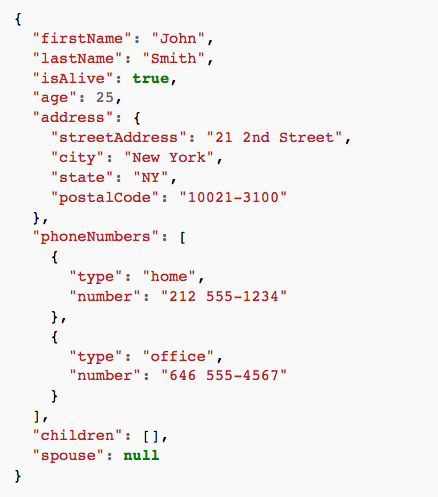 {
  "firstName": "John",
  "lastName": "Smith",
  "isAlive": true,
  "age": 25,
  "address": {
    "streetAddress": "21 2nd Street",
    "city": "New York",
    "state": "NY",
    "postalCode": "10021-3100"
  },
  "phoneNumbers": [
    {
      "type": "home",
      "number": "212 555-1234"
    },
    {
      "type": "office",
      "number": "646 555-4567"
    }
  ],
  "children": [],
  "spouse": null
}